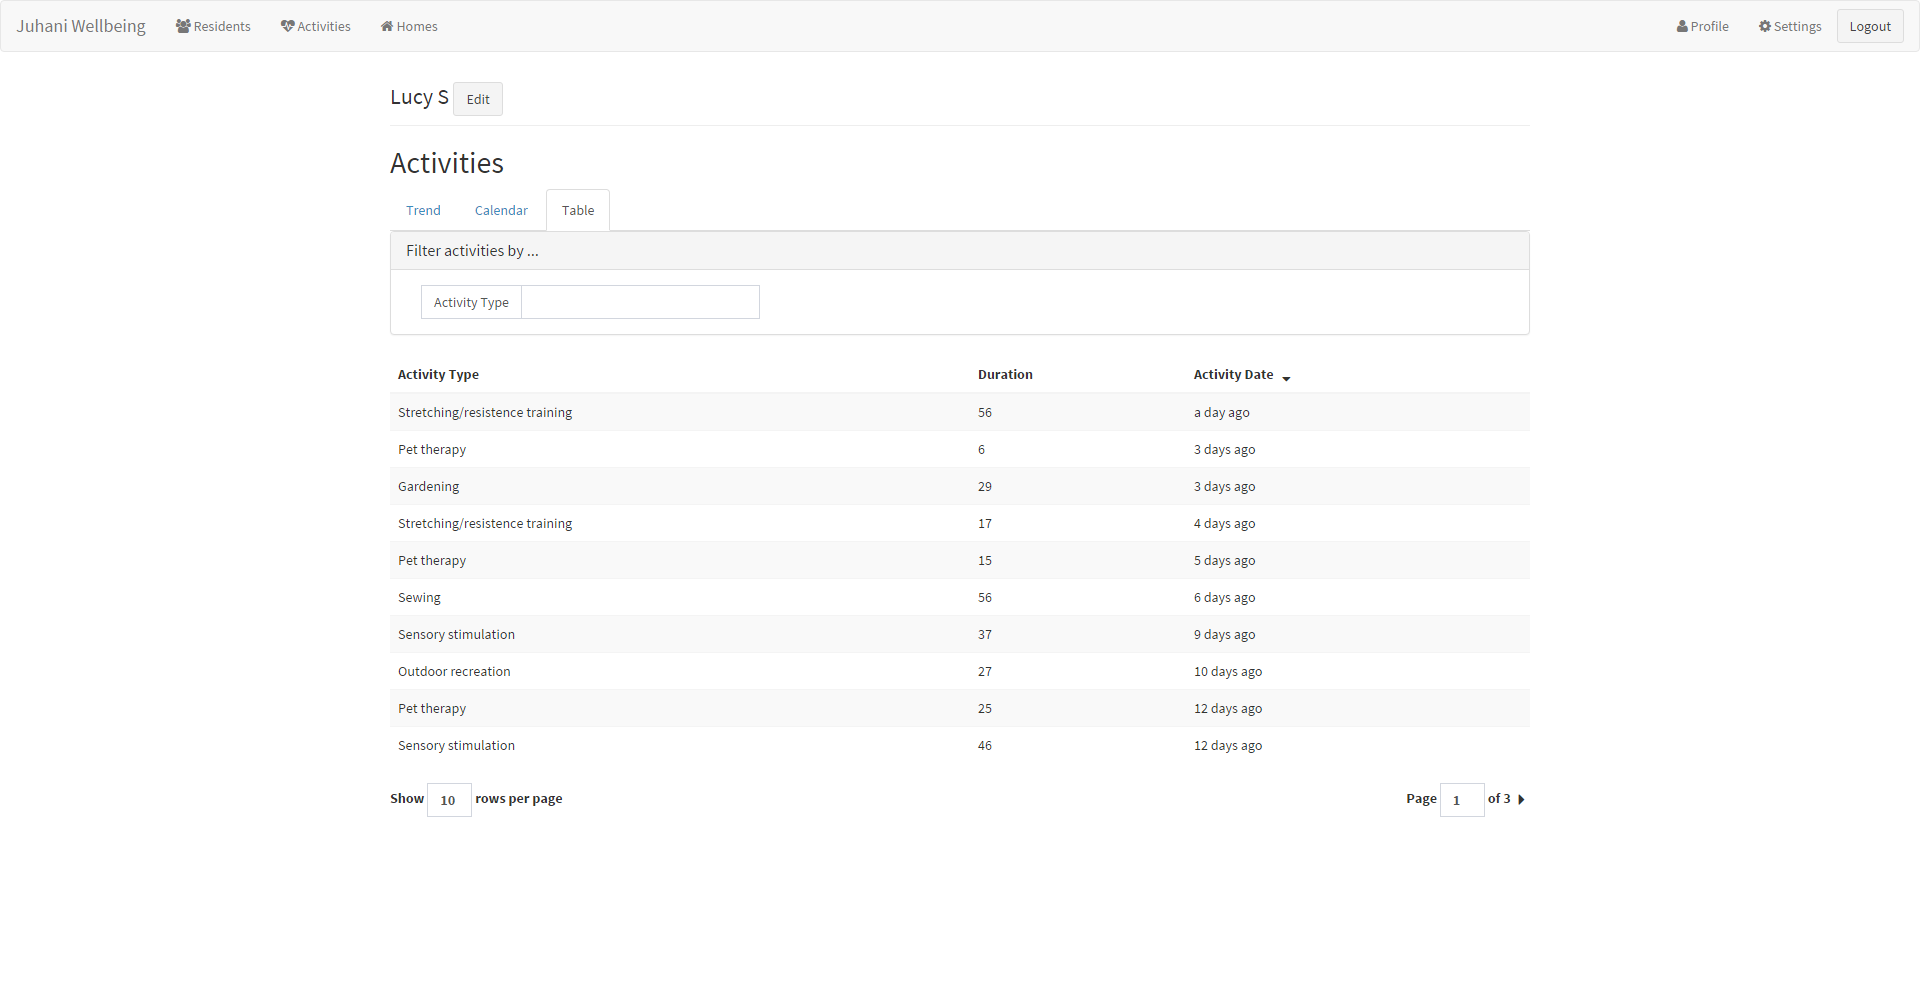 Juhani Wellbeing Residents Activities Homes Profile Settings Logout
Lucy S Edit
Activities
Trend Calendar Table
Filter activities by ...
Activity Type
Activity Type Duration Activity Date
Stretching/resistence training 56 a day ago
Pet therapy 6 3 days ago
Gardening 29 3 days ago
Stretching/resistence training 17 4 days ago
Pet therapy 15 5 days ago
Sewing 56 6 days ago
Sensory stimulation 37 9 days ago
Outdoor recreation 27 10 days ago
Pet therapy 25 12 days ago
Sensory stimulation 46 12 days ago
Show 10 rows per page Page 1 of 3